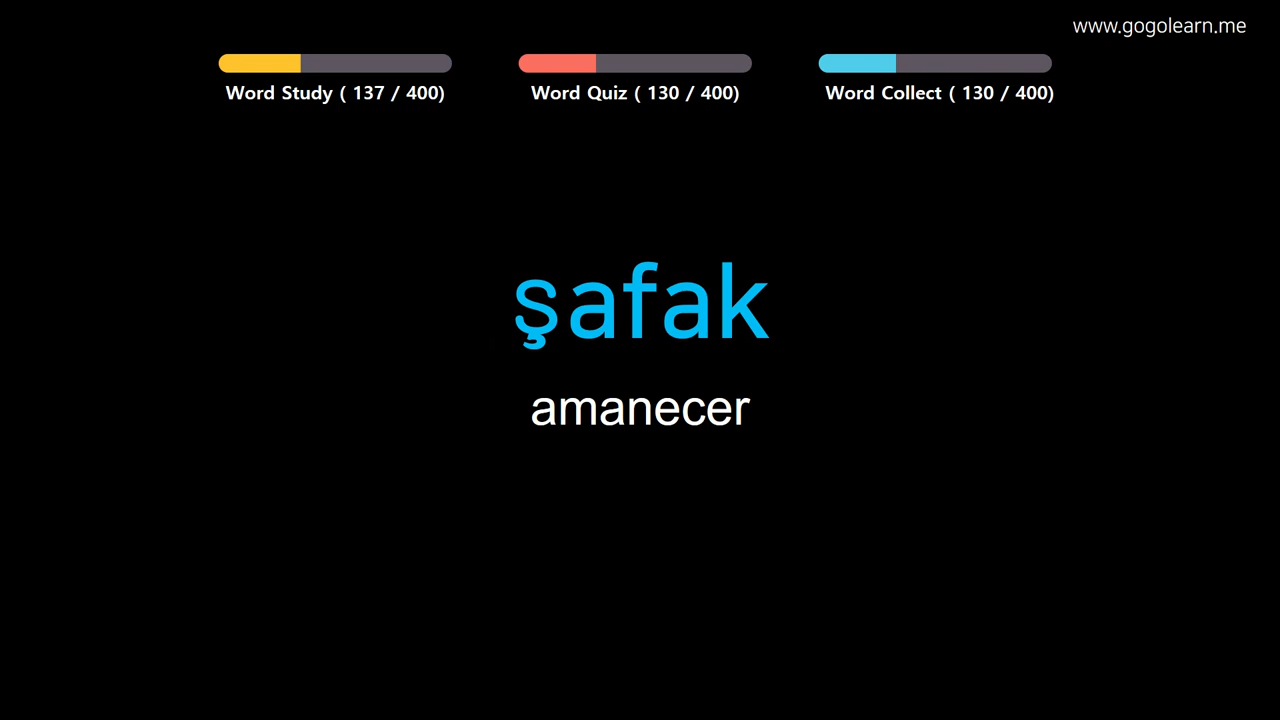 www.gogolearn.me
Word Study ( 137 / 400)
Word Quiz ( 130 / 400)
Word Collect ( 130 / 400)
şafak
amanecer